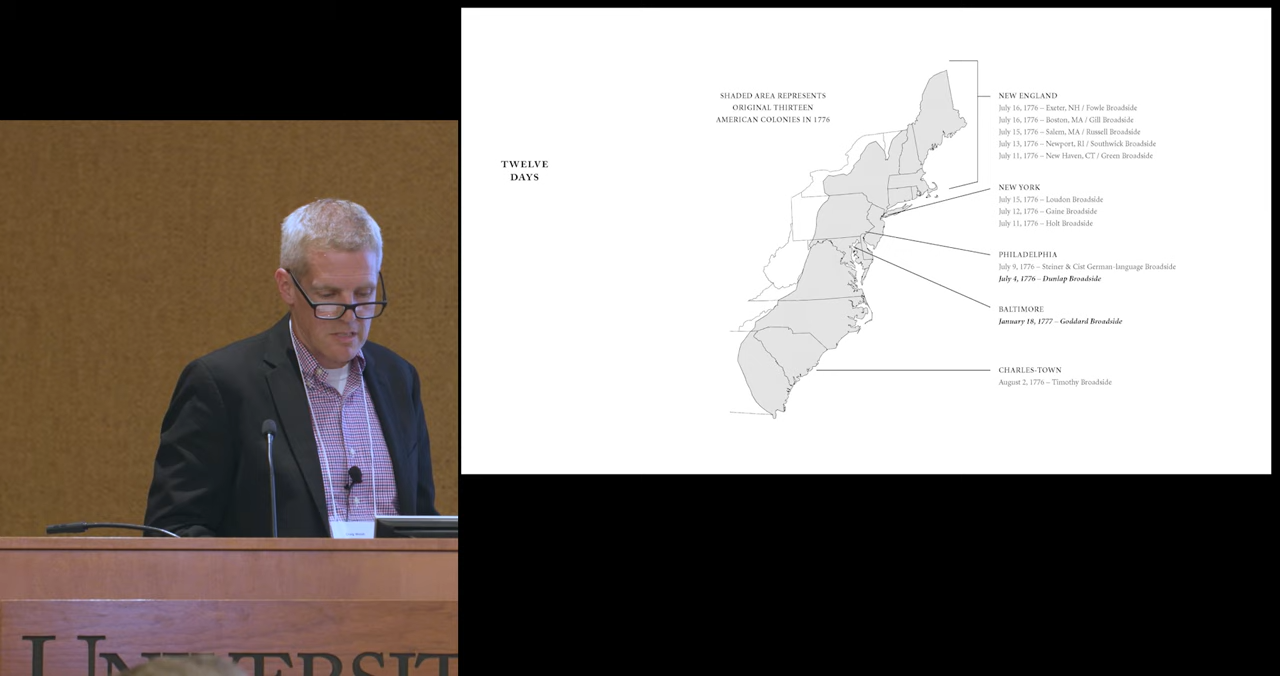 TWELVE
DAYS
SHADED AREA REPRESENTS
ORIGINAL THIRTEEN
AMERICAN COLONIES IN 1776
NEW ENGLAND
July 16, 1776 – Exeter, NH / Fowle Broadside
July 16, 1776 – Boston, MA / Gill Broadside
July 15, 1776 – Salem, MA / Russell Broadside
July 13, 1776 – Newport, RI / Southwick Broadside
July 11, 1776 – New Haven, CT / Green Broadside
NEW YORK
July 15, 1776 – Loudon Broadside
July 12, 1776 – Gaine Broadside
July 11, 1776 – Holt Broadside
PHILADELPHIA
July 9, 1776 – Steiner & Cist German-language Broadside
July 4, 1776 – Dunlap Broadside
BALTIMORE
January 18, 1777 – Goddard Broadside
CHARLES-TOWN
August 2, 1776 – Timothy Broadside
UNIVERSIT